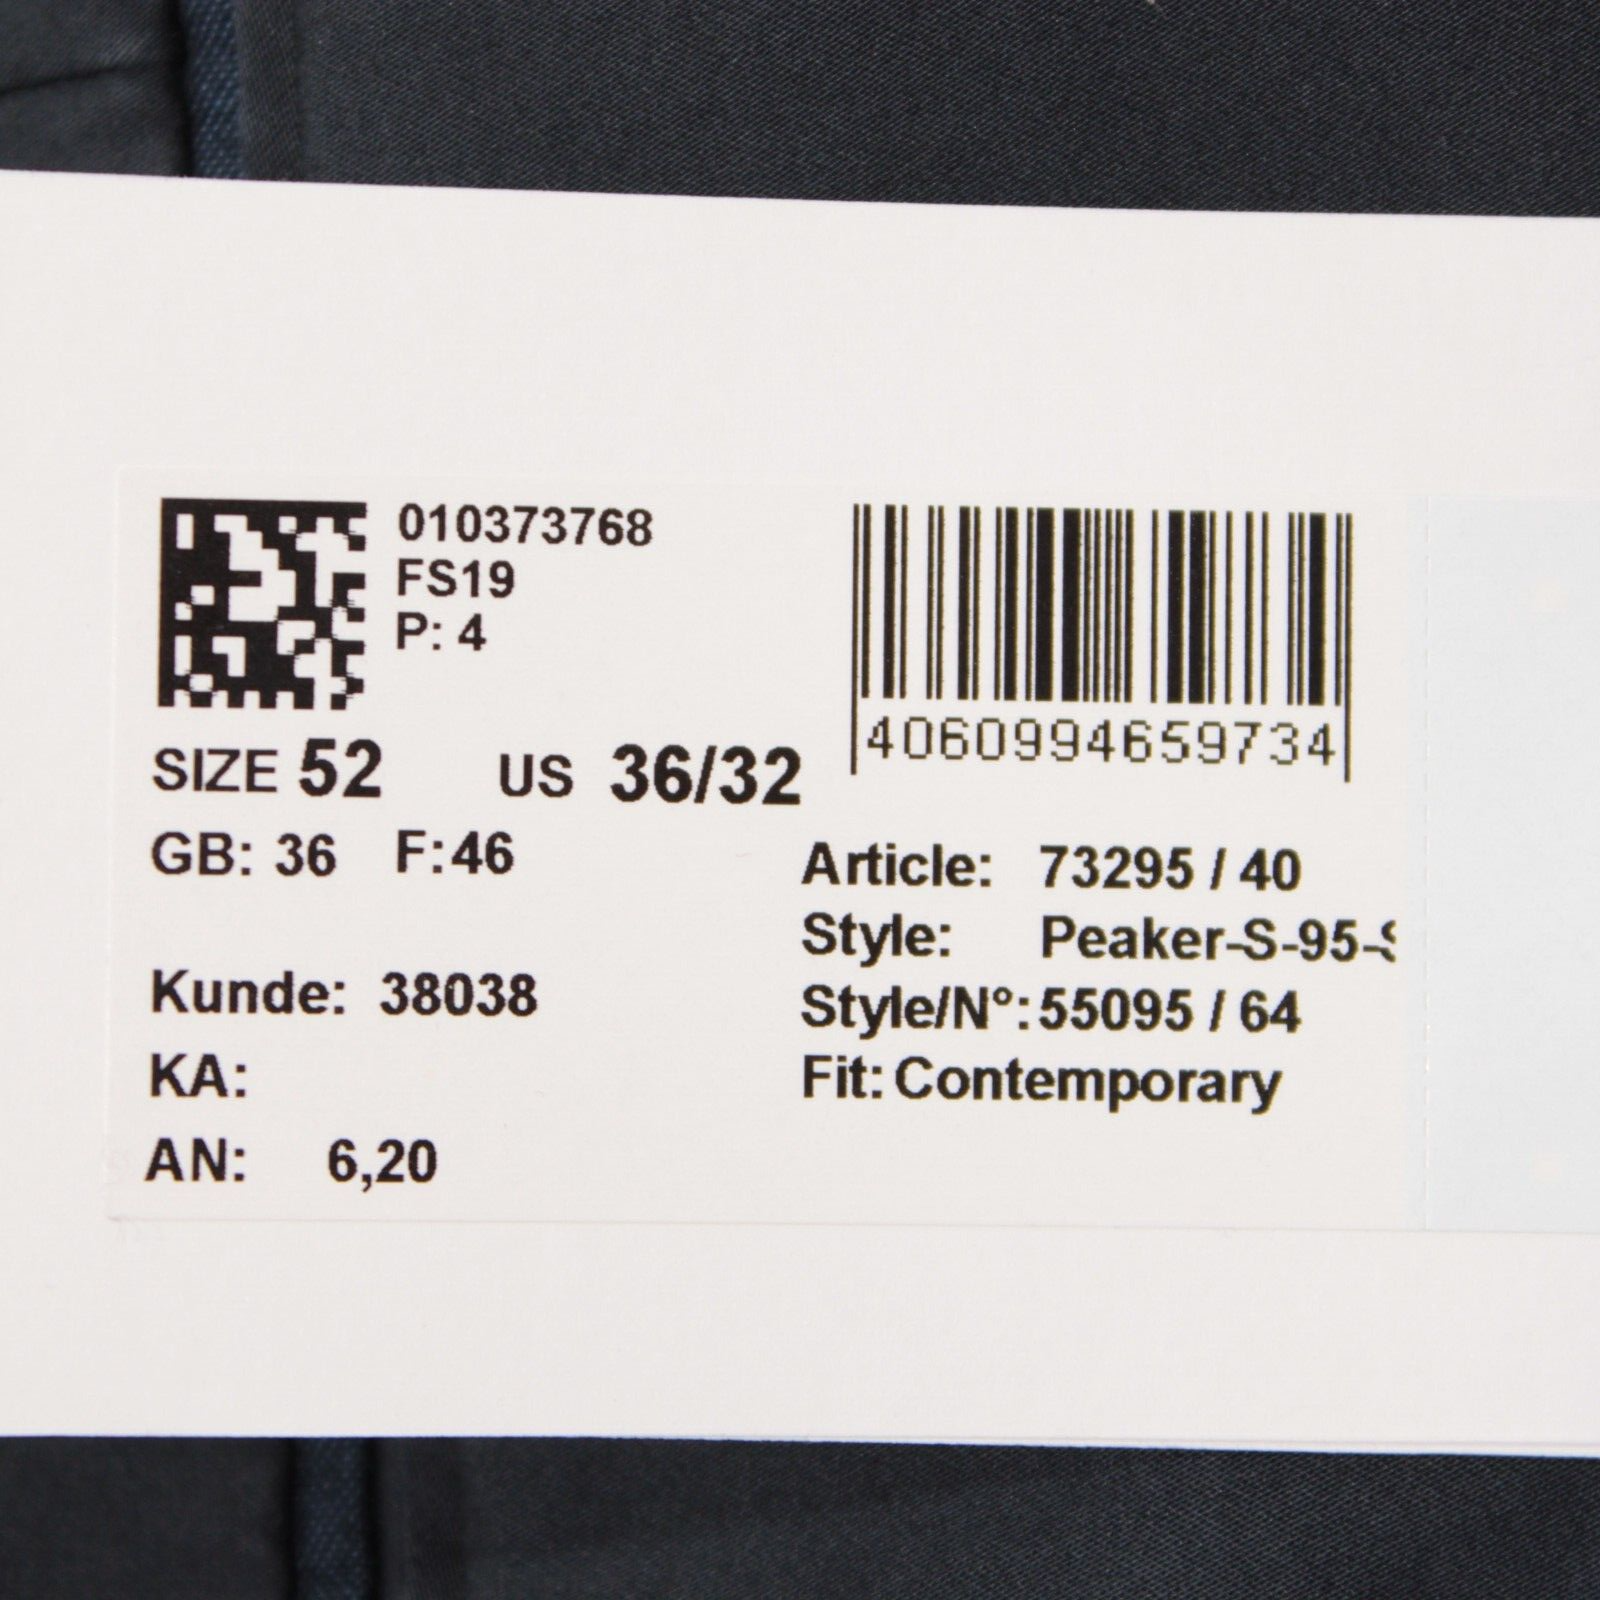 010373768
FS19
P: 4
4060994659734
SIZE 52 US 36/32
GB: 36 F:46
Article: 73295 / 40
Style: Peaker-S-95-
Style/N°: 55095 / 64
Fit: Contemporary
Kunde: 38038
KA:
AN: 6,20